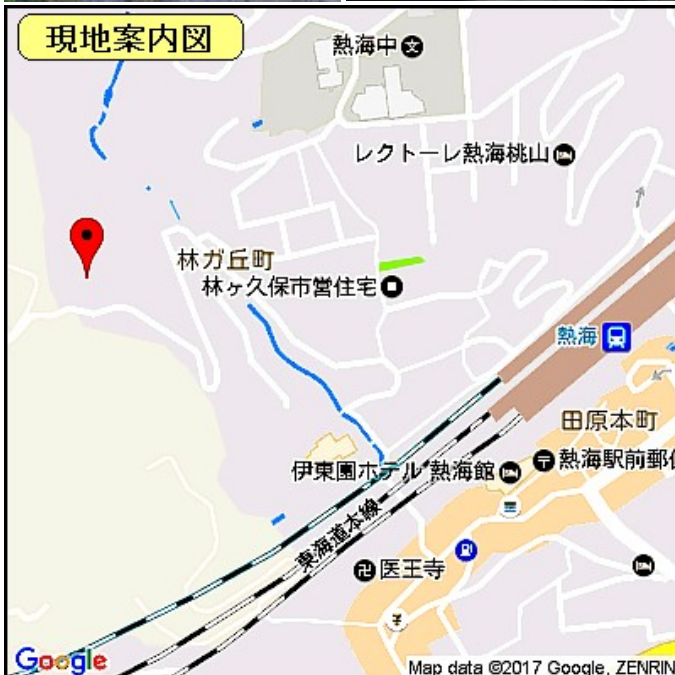 現地案内図
熱海中
文
レクトーレ熱海桃山
林ガ丘町
林ヶ久保市営住宅
熱海
田原本町
伊東園ホテル 熱海館
〒
熱海駅前郵便
東海道本線
卍
医王寺
¥
Google
Map data ©2017 Google, ZENRIN